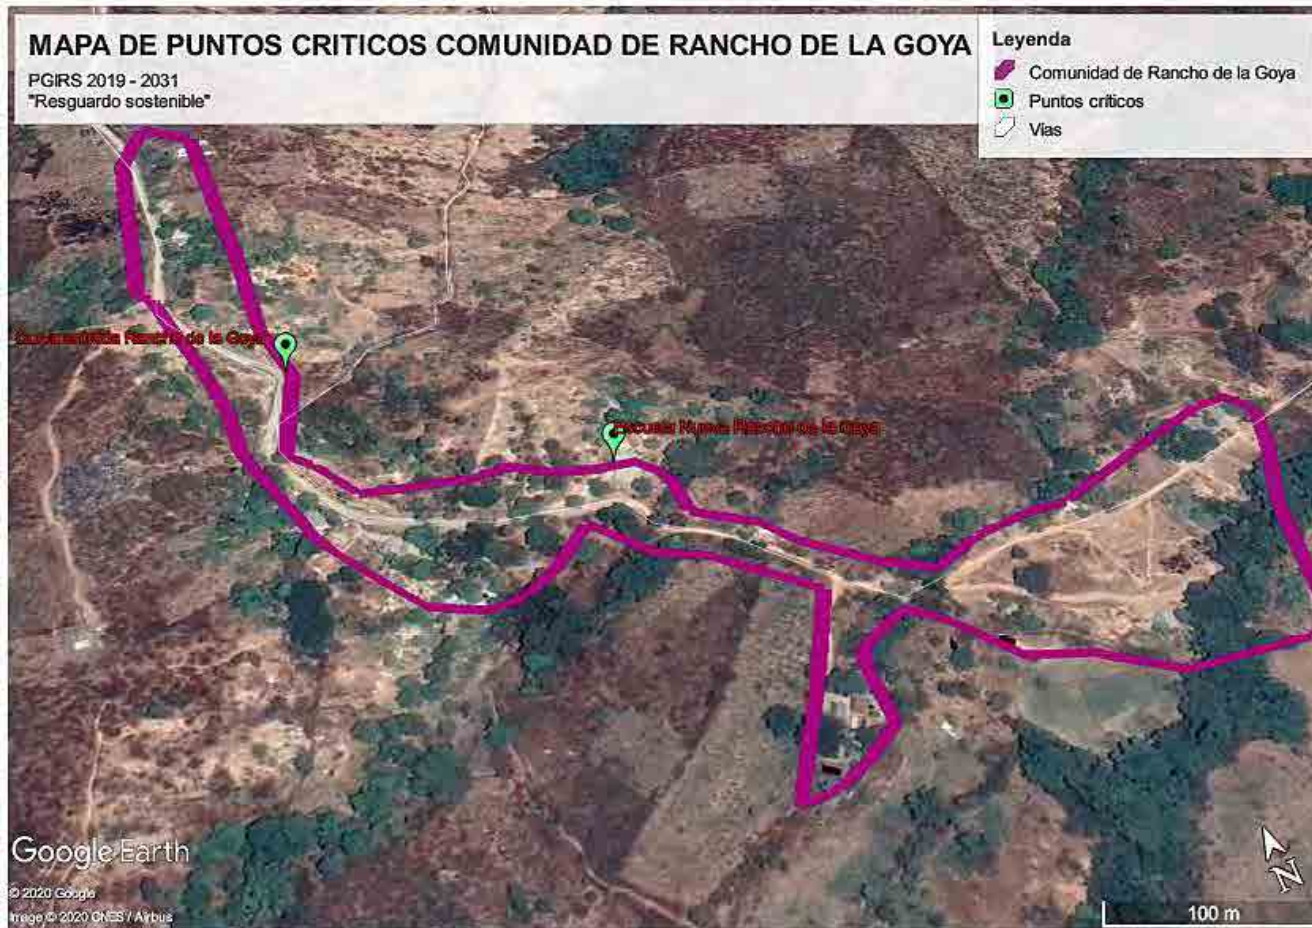 MAPA DE PUNTOS CRITICOS COMUNIDAD DE RANCHO DE LA GOYA
PGIRS 2019 - 2031
"Resguardo sostenible"
Leyenda
Comunidad de Rancho de la Goya
Puntos críticos
Vias
Rancho de la Goya
Escuela Nueva Rancho de la Goya
Google Earth
© 2020 Google
Image © 2020 CNES / Airbus
N
100 m